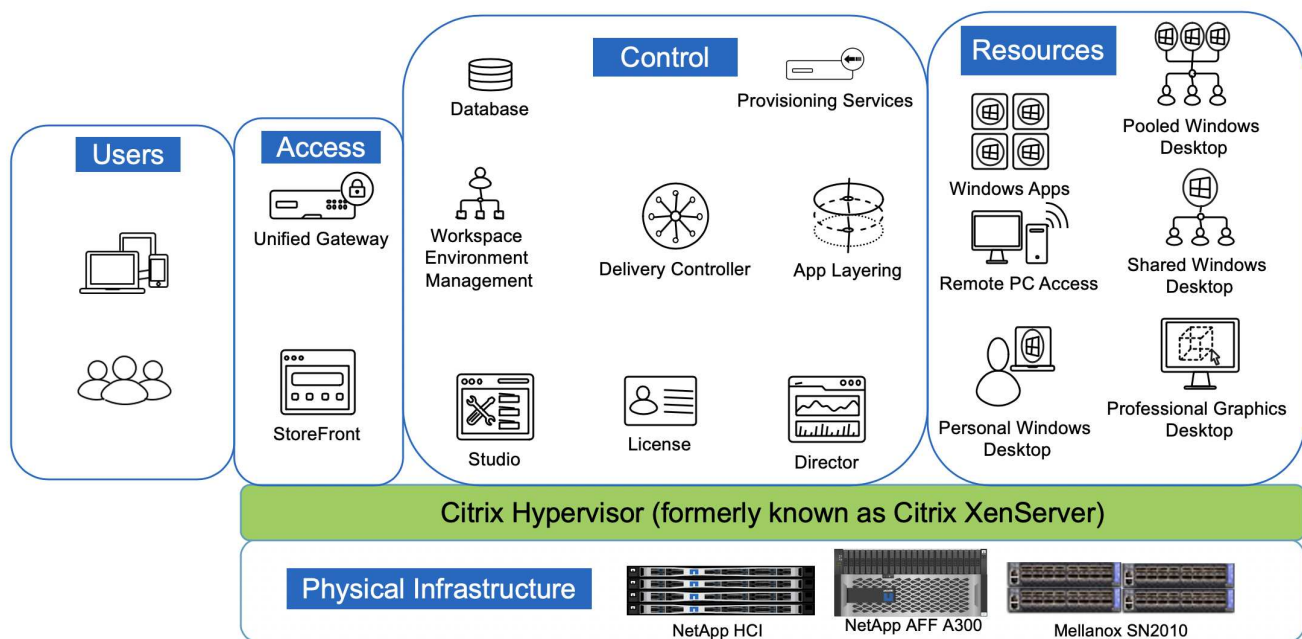 Users
Access
Unified Gateway
StoreFront
Control
Database
Provisioning Services
Workspace
Environment
Management
Delivery Controller
App Layering
Studio
License
Director
Resources
Pooled Windows
Desktop
Windows Apps
Shared Windows
Desktop
Remote PC Access
Personal Windows
Desktop
Professional Graphics
Desktop
Citrix Hypervisor (formerly known as Citrix XenServer)
Physical Infrastructure
NetApp HCI
NetApp AFF A300
Mellanox SN2010